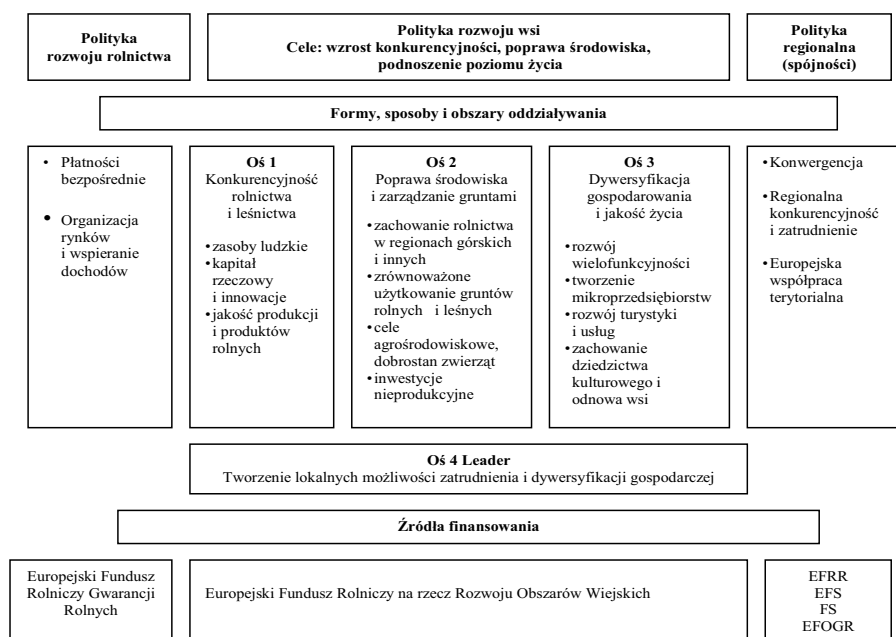 Polityka
rozwoju rolnictwa
Polityka rozwoju wsi
Cele: wzrost konkurencyjności, poprawa środowiska,
podnoszenie poziomu życia
Polityka
regionalna
(spójności)
Formy, sposoby i obszary oddziaływania
• Płatności
bezpośrednie
• Organizacja
rynków
i wspieranie
dochodów
Oś 1
Konkurencyjność
rolnictwa
i leśnictwa
• zasoby ludzkie
• kapitał
rzeczowy
i innowacje
• jakość produkcji
i produktów
rolnych
Oś 2
Poprawa środowiska
i zarządzanie gruntami
• zachowanie rolnictwa
w regionach górskich
i innych
• zrównoważone
użytkowanie gruntów
rolnych i leśnych
• cele
agrośrodowiskowe,
dobrostan zwierząt
• inwestycje
nieprodukcyjne
Oś 3
Dywersyfikacja
gospodarowania
i jakość życia
• rozwój
wielofunkcyjności
• tworzenie
mikroprzedsiębiorstw
• rozwój turystyki
i usług
• zachowanie
dziedzictwa
kulturowego i
odnowa wsi
• Konwergencja
• Regionalna
konkurencyjność
i zatrudnienie
• Europejska
współpraca
terytorialna
Oś 4 Leader
Tworzenie lokalnych możliwości zatrudnienia i dywersyfikacji gospodarczej
Źródła finansowania
Europejski Fundusz
Rolniczy Gwarancji
Rolnych
Europejski Fundusz Rolniczy na rzecz Rozwoju Obszarów Wiejskich
EFRR
EFS
FS
EFOGR